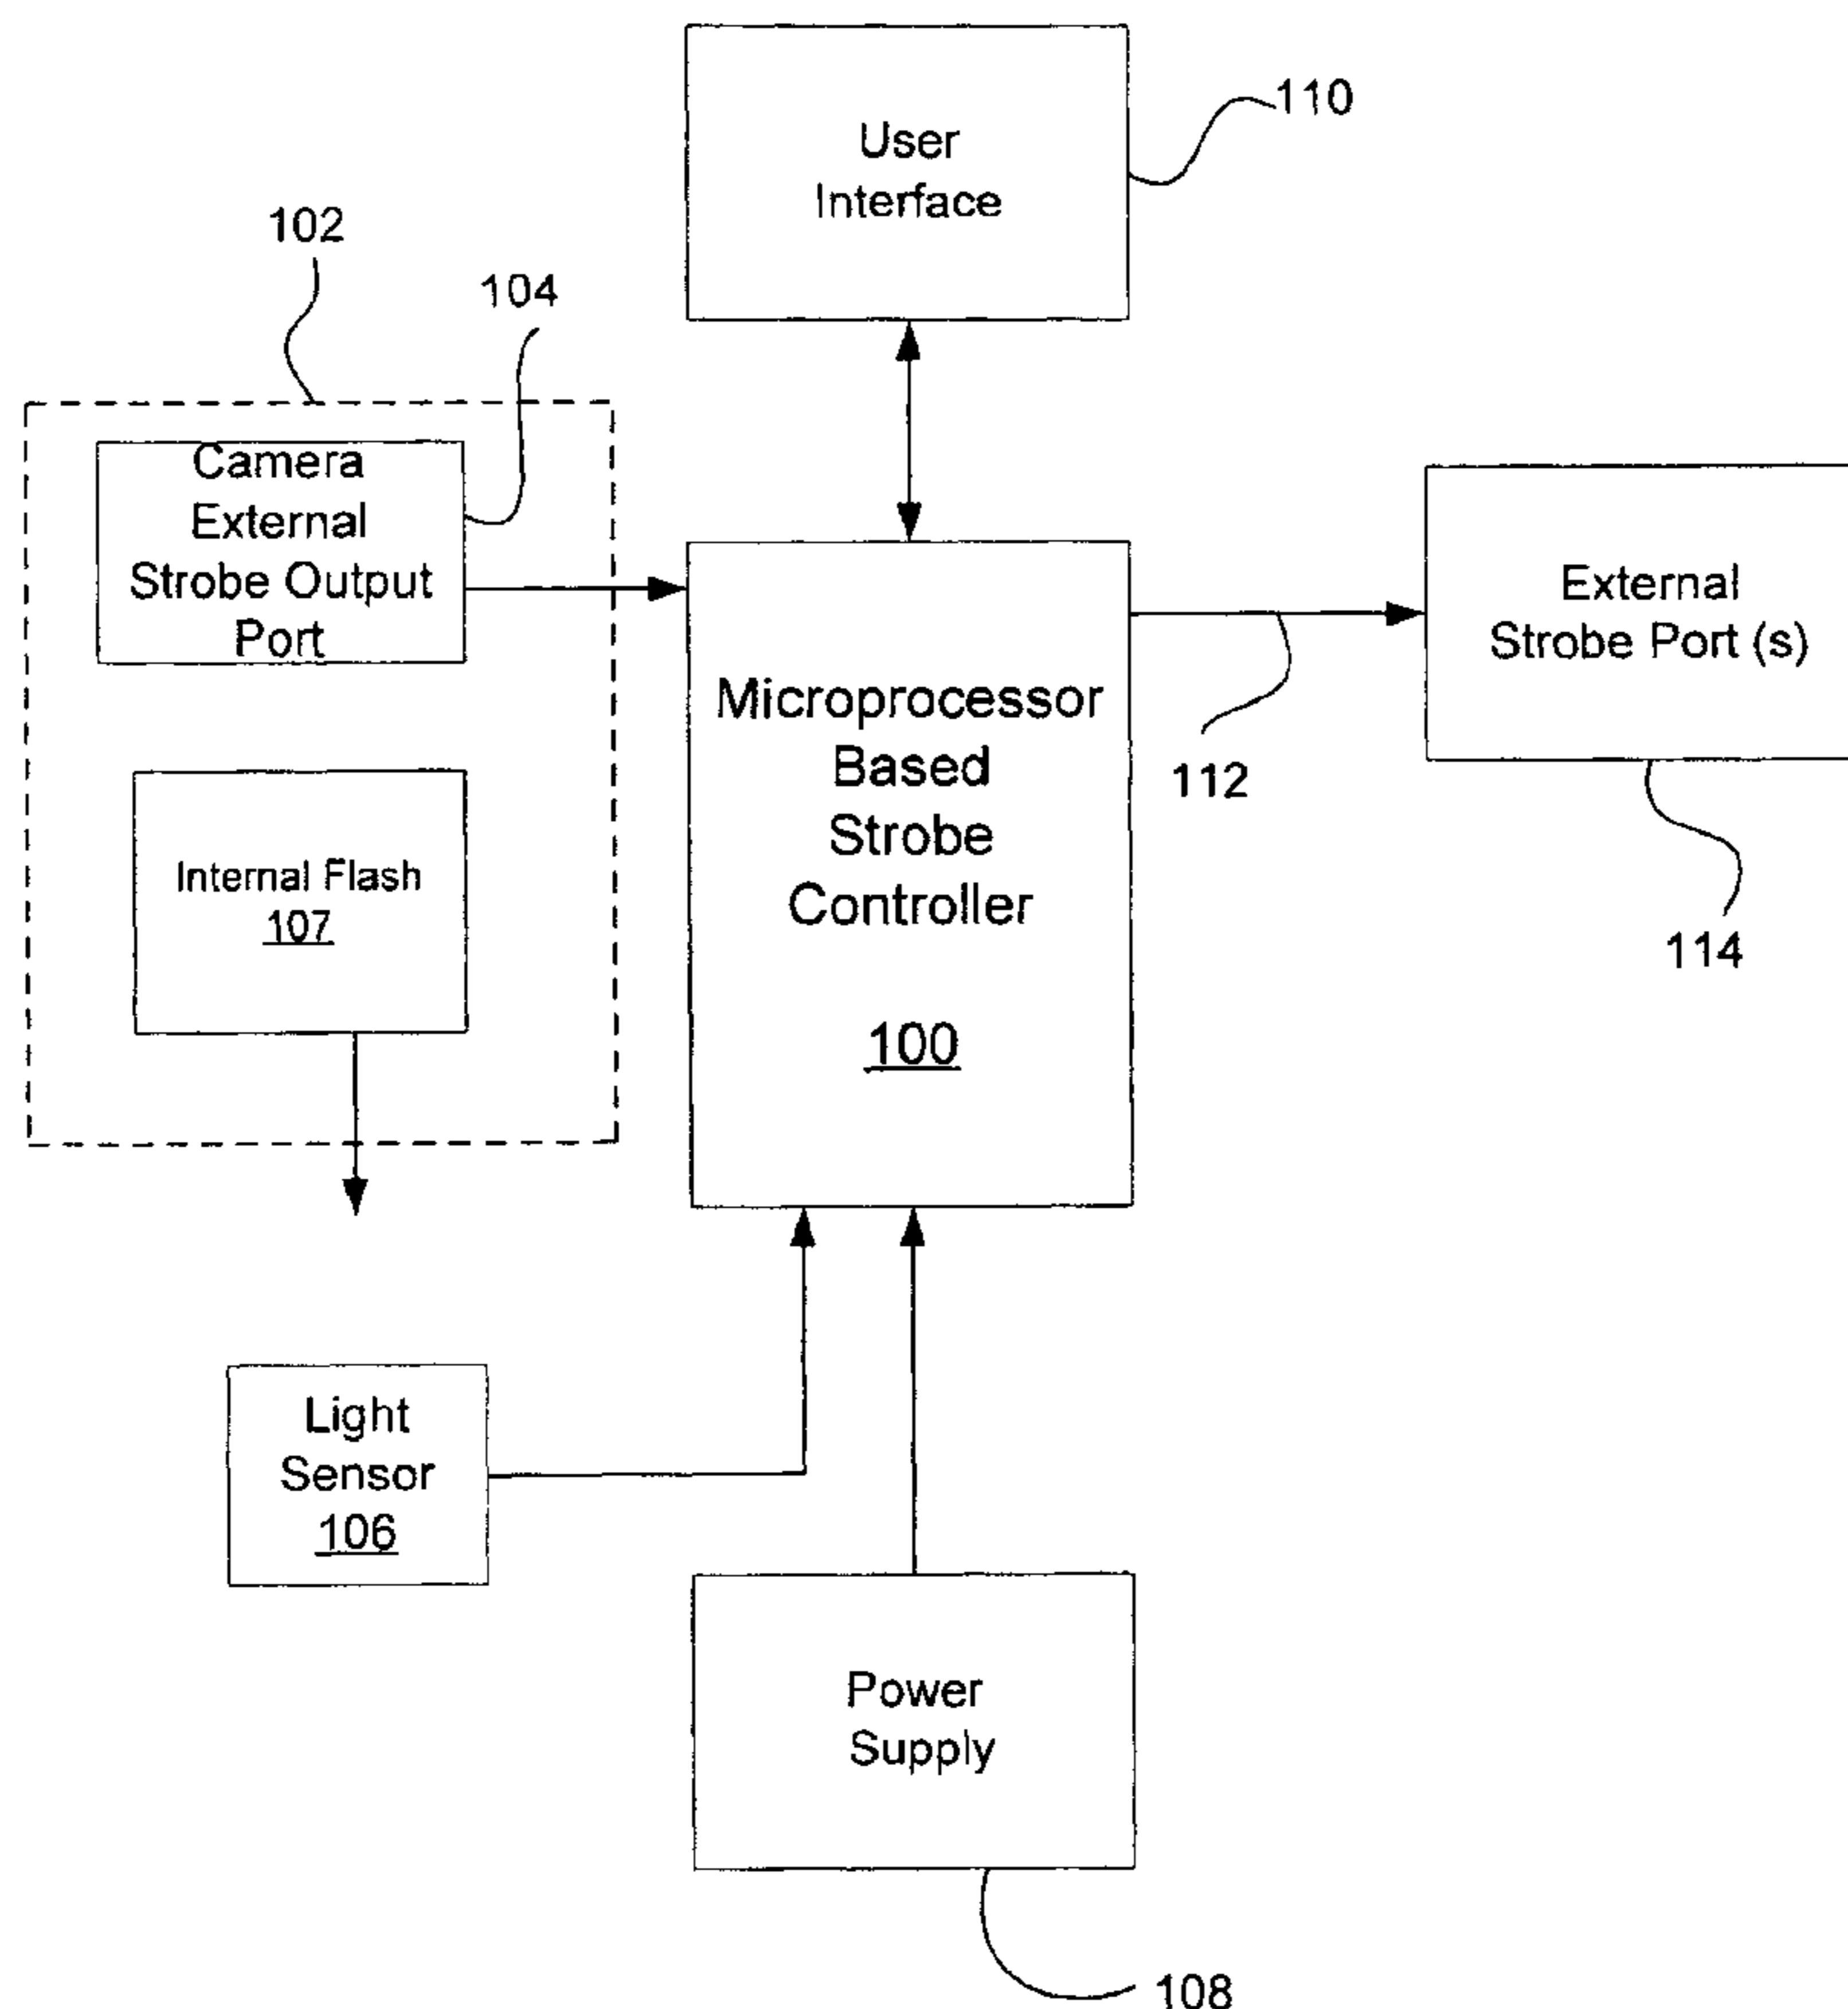 User
Interface
110
102
104
Camera
External
Strobe Output
Port
External
Strobe Port (s)
Microprocessor
Based
Strobe
Controller
100
112
Internal Flash
107
114
Light
Sensor
106
Power
Supply
108